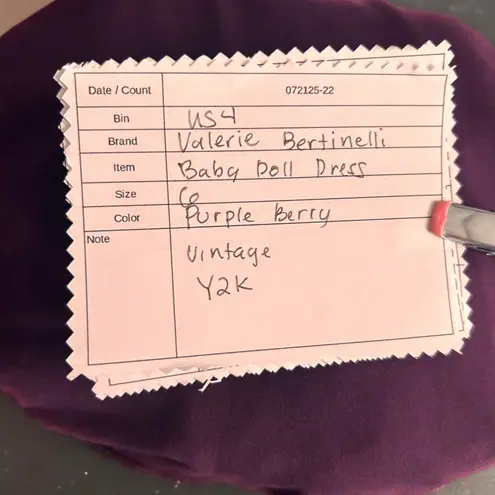 Date / Count 072125-22
Bin US4
Brand Valerie Bertinelli
Item Baby Doll Dress
Size 6
Color Purple Berry
Note Vintage
Y2K